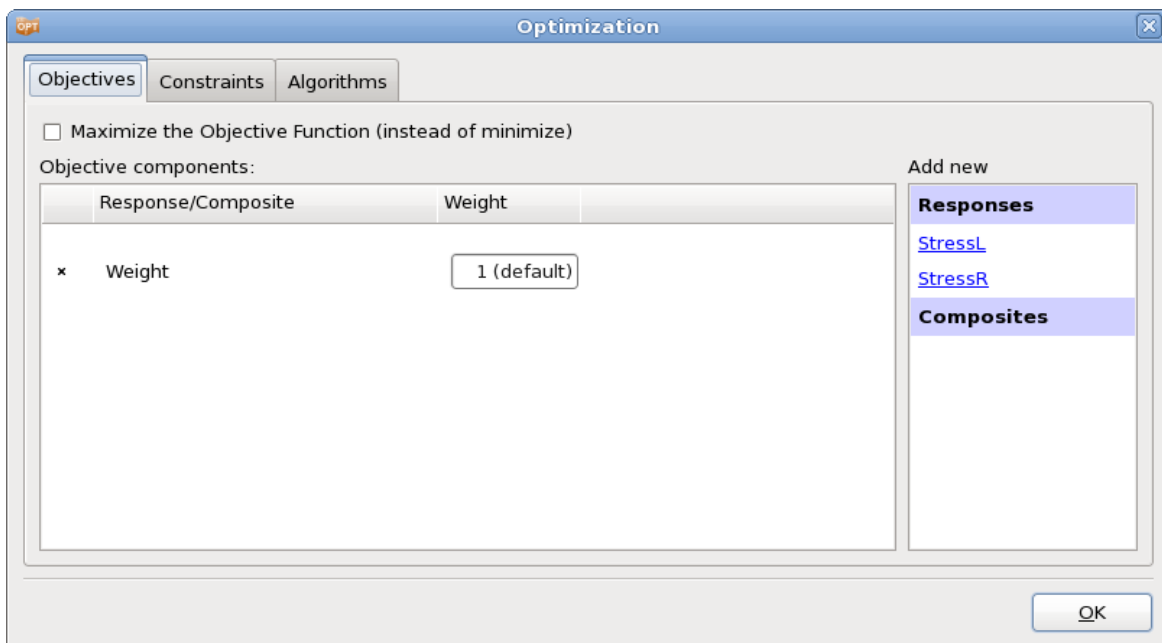 OPT Optimization
Objectives Constraints Algorithms
Maximize the Objective Function (instead of minimize)
Objective components: Add new
Response/Composite Weight Responses
StressL
Weight 1 (default) StressR
Composites
OK